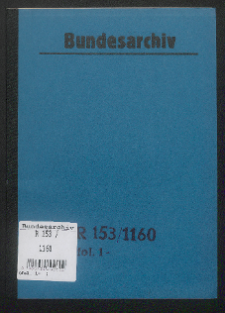 Bundesarchiv
R 153/1160
fol. 1-
Bundesarchiv
R 153 /
1160